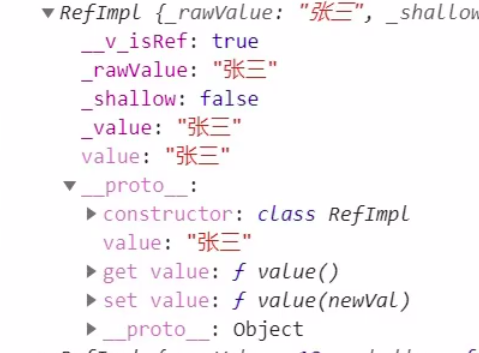 ▼RefImpl {_rawValue: "张三", _shallow
__v_isRef: true
_rawValue: "张三"
_shallow: false
_value: "张三"
value: "张三"
▼__proto__:
▶constructor: class RefImpl
value: "张三"
▶get value: ƒ value()
▶set value: ƒ value(newVal)
▶__proto__: Object